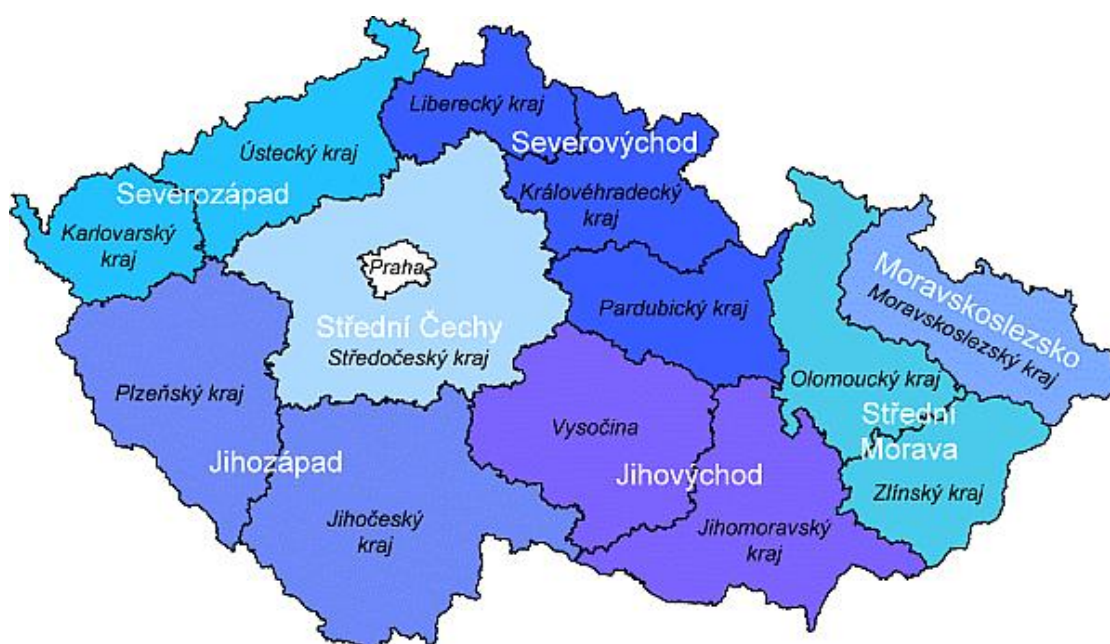 Liberecký kraj
Severovýchod
Ústecký kraj
Severozápad
Královéhradecký
kraj
Karlovarský
kraj
Praha
Moravskoslezsko
Moravskoslezský kraj
Pardubický kraj
Střední Čechy
Středočeský kraj
Plzeňský kraj
Olomoucký kraj
Střední
Morava
Vysočina
Jihozápad
Jihovýchod
Zlínský kraj
Jihočeský
kraj
Jihomoravský
kraj